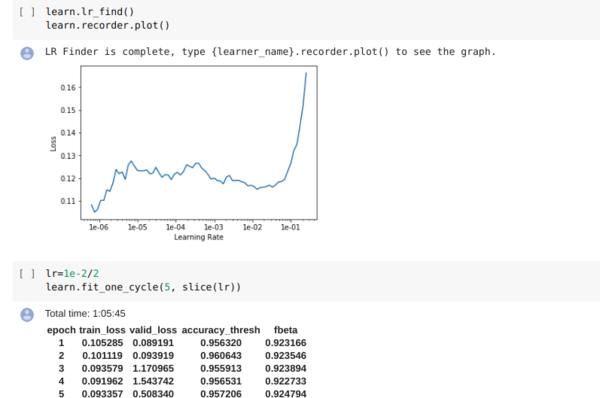 [ ] learn.lr_find()
learn.recorder.plot()
LR Finder is complete, type {learner_name}.recorder.plot() to see the graph.
0.16
0.15
0.14
0.13
0.12
0.11
Loss
1e-06 1e-05 1e-04 1e-03 1e-02 1e-01
Learning Rate
[ ] lr=1e-2/2
learn.fit_one_cycle(5, slice(lr))
Total time: 1:05:45
epoch train_loss valid_loss accuracy_thresh fbeta
1 0.105285 0.089191 0.956320 0.923166
2 0.101119 0.093919 0.960643 0.923546
3 0.093579 1.170965 0.955913 0.923894
4 0.091962 1.543742 0.956531 0.922733
5 0.093357 0.508340 0.957206 0.924794